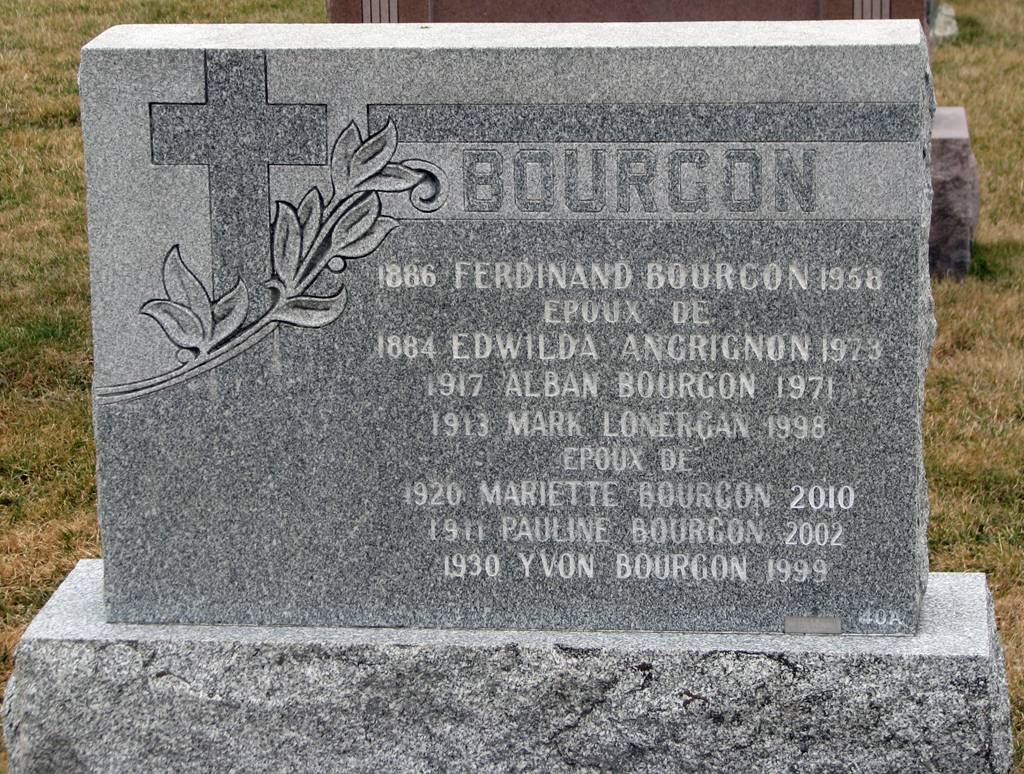 BOURGON
1886 FERDINAND BOURGON 1958
EPOUX DE
1884 EDWILDA ANGRIGNON 1973
1917 ALBAN BOURGON 1971
1913 MARK LONERGAN 1998
EPOUX DE
1920 MARIETTE BOURGON 2010
1911 PAULINE BOURGON 2002
1930 YVON BOURGON 1999
40A